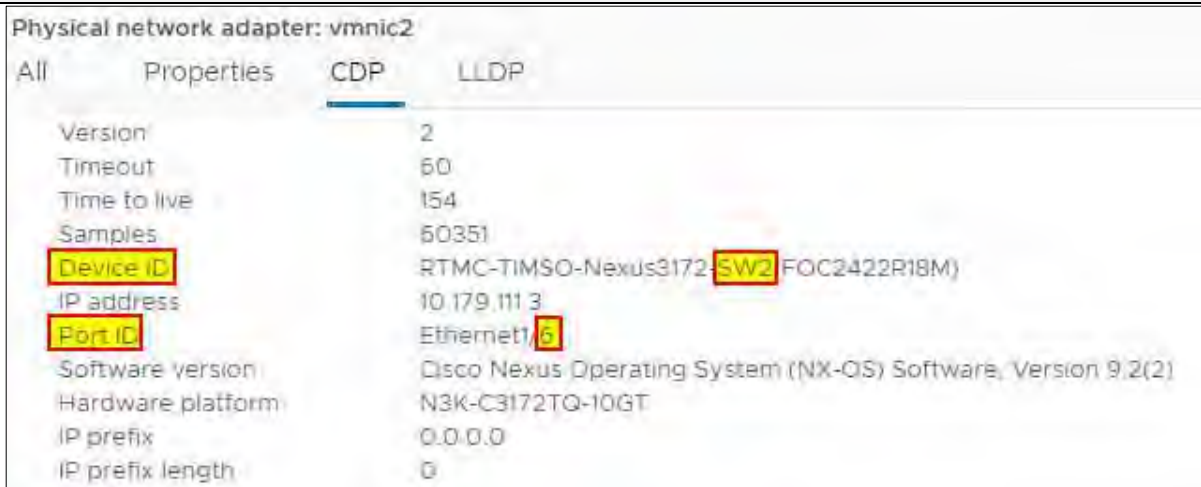 Physical network adapter: vmnic2
All Properties CDP LLDP
Version 2
Timeout 60
Time to live 154
Samples 60351
Device ID RTMC-TIMSO-Nexus3172-SW2(FOC2422R18M)
IP address 10.179.111.3
Port ID Ethernet1/6
Software version Cisco Nexus Operating System (NX-OS) Software, Version 9.2(2)
Hardware platform N3K-C3172TQ-10GT
IP prefix 0.0.0.0
IP prefix length 0